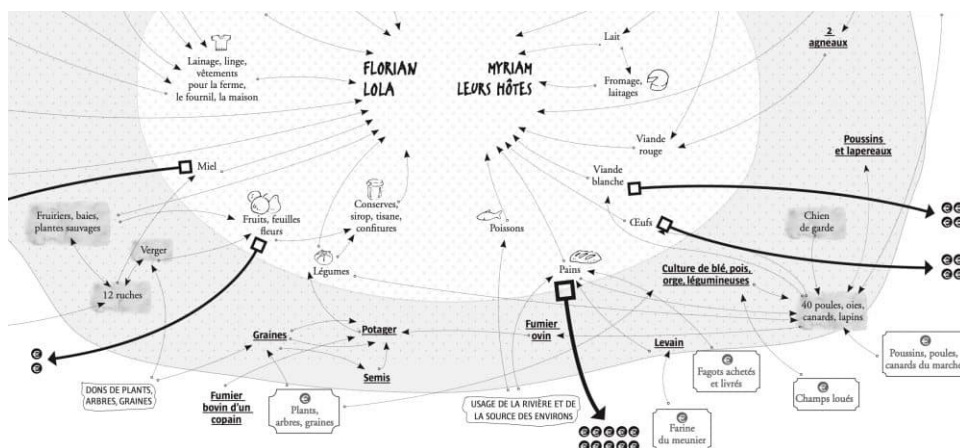 2
agneaux
Lait
Lainage, linge,
vêtements
pour la ferme,
le fournil, la maison
FLORIAN
LOLA
MYRIAM
LEURS HÔTES
Fromage,
laitages
Viande
rouge
Poussins
et lapereaux
Miel
Viande
blanche
Fruitiers, baies,
plantes sauvages
Fruits, feuilles
fleurs
Conserves,
sirop, tisane,
confitures
Poissons
Œufs
Chien
de garde
Verger
Légumes
Pains
Culture de blé, pois,
orge, légumineuses
12 ruches
40 poules, oies,
canards, lapins
Graines
Potager
Fumier
ovin
Levain
Semis
Poussins, poules,
canards du marché
Fagots achetés
et livrés
DONS DE PLANTS,
ARBRES, GRAINES
Fumier
bovin d'un
copain
Plants,
arbres, graines
USAGE DE LA RIVIÈRE ET DE
LA SOURCE DES ENVIRONS
Champs loués
Farine
du meunier